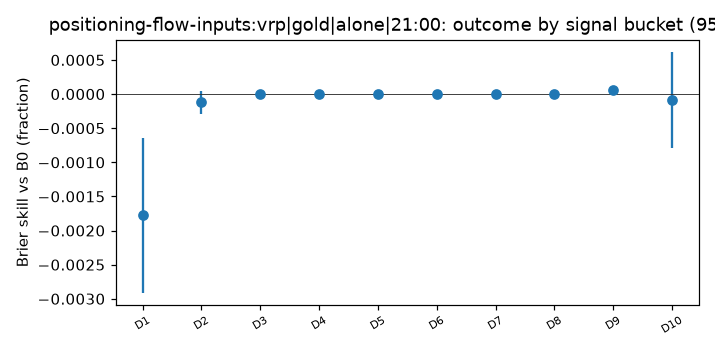 positioning-flow-inputs:vrp|gold|alone|21:00: outcome by signal bucket (95
Brier skill vs B0 (fraction)
0.0005
0.0000
−0.0005
−0.0010
−0.0015
−0.0020
−0.0025
−0.0030
D1 D2 D3 D4 D5 D6 D7 D8 D9 D10